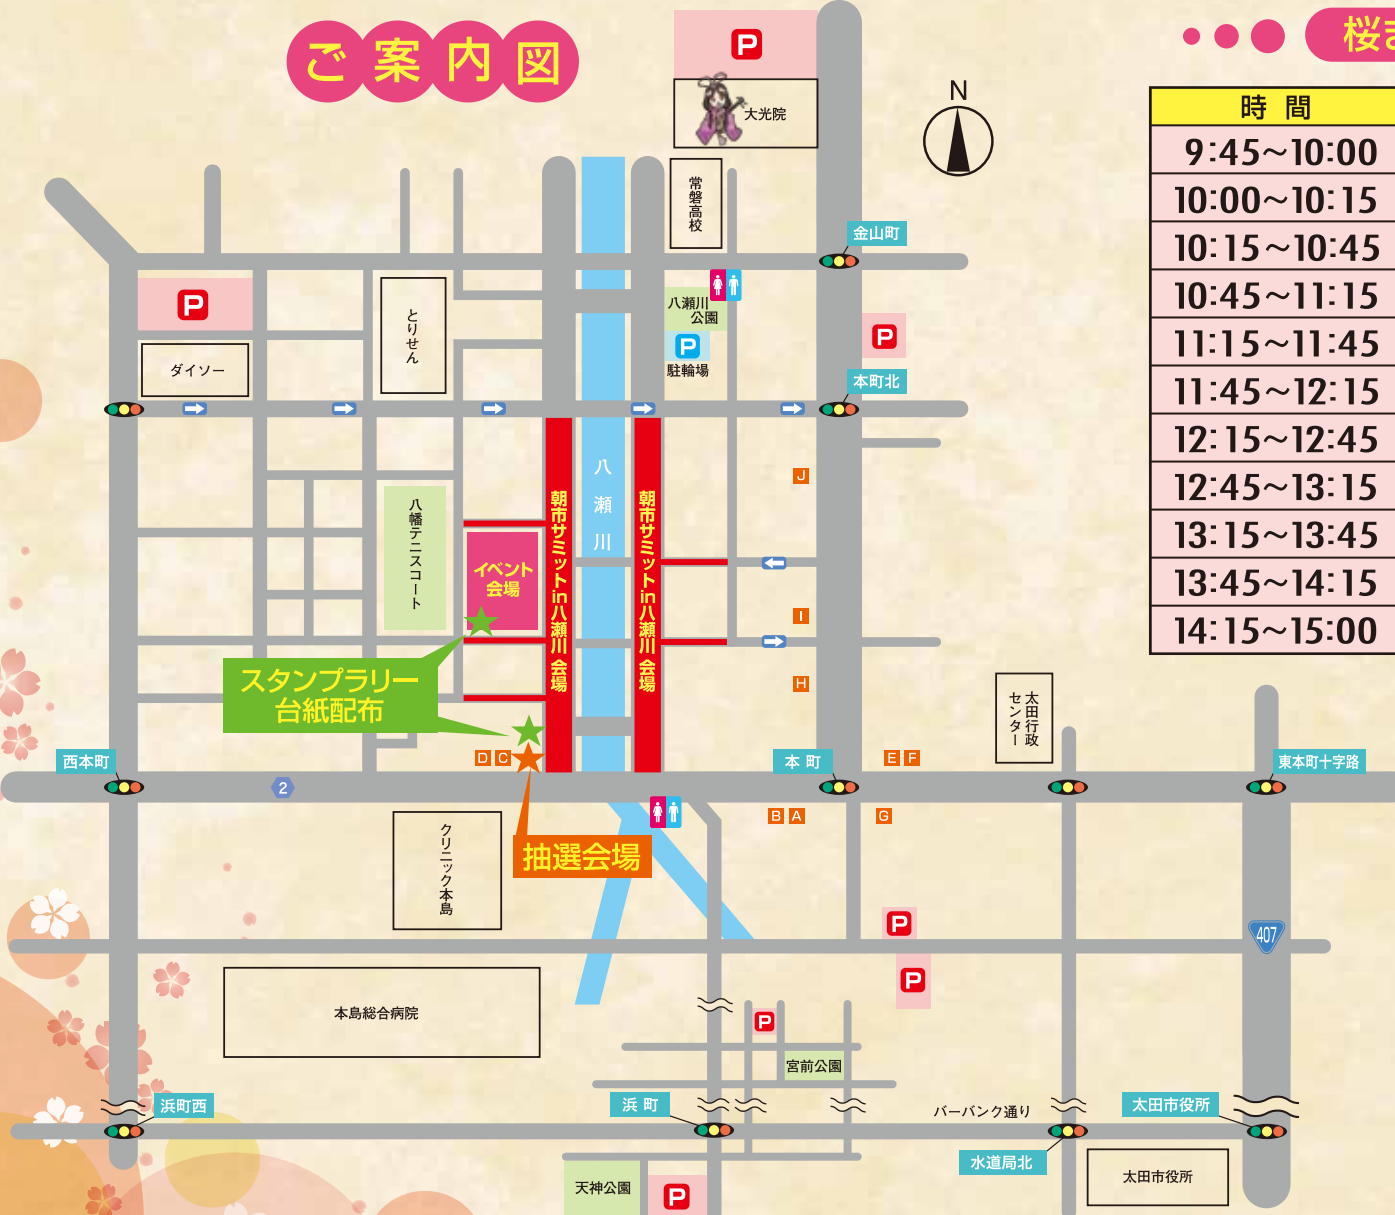 ご案内図
桜ま
P
大光院
N
時間
9:45〜10:00
10:00〜10:15
10:15〜10:45
10:45〜11:15
11:15〜11:45
11:45〜12:15
12:15〜12:45
12:45〜13:15
13:15〜13:45
13:45〜14:15
14:15〜15:00
常磐高校
金山町
P
ダイソー
とりせん
八瀬川
公園
P
駐輪場
P
本町北
八瀬川
朝市サミットin八瀬川 会場
朝市サミットin八瀬川 会場
J
八幡テニスコート
イベント
会場
I
スタンプラリー
台紙配布
H
太田行政
センター
西本町
2
D
C
本町
E
F
東本町十字路
B
A
G
クリニック本島
抽選会場
P
407
P
本島総合病院
P
宮前公園
浜町西
浜町
バーバンク通り
太田市役所
水道局北
天神公園
P
太田市役所